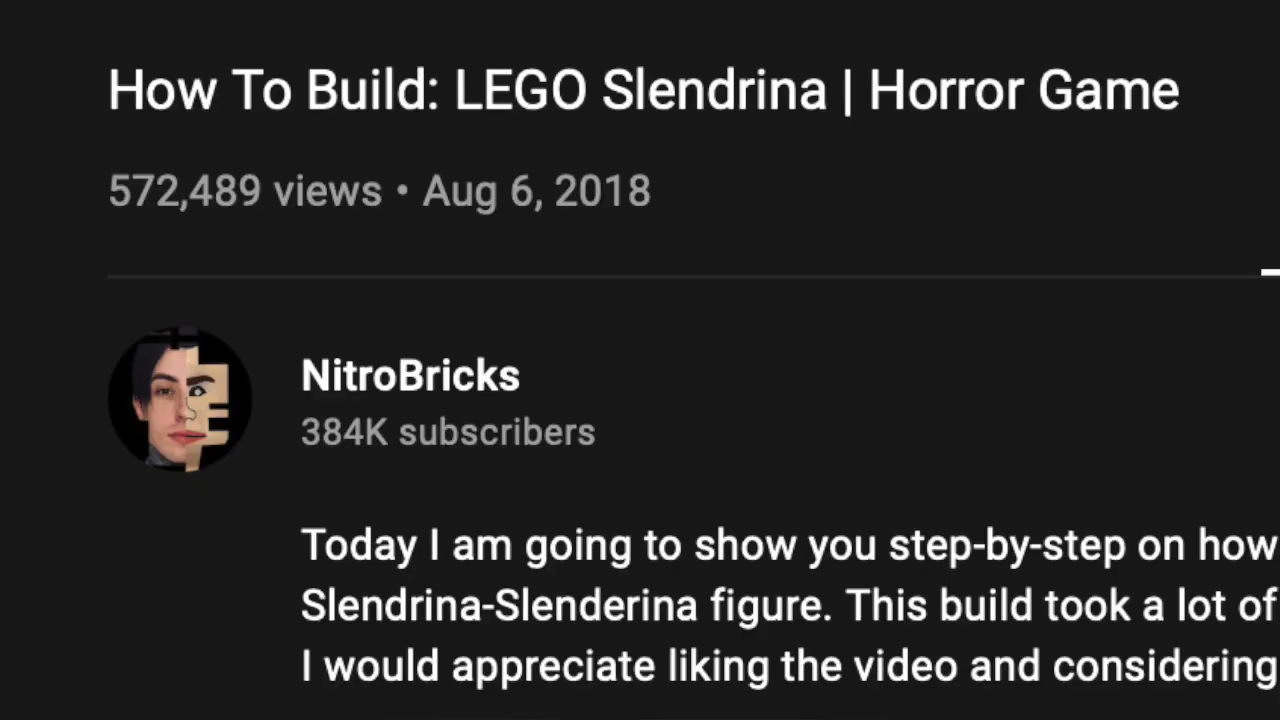 How To Build: LEGO Slendrina | Horror Game
572,489 views • Aug 6, 2018
NitroBricks
384K subscribers
Today I am going to show you step-by-step on how
Slendrina-Slenderina figure. This build took a lot of
I would appreciate liking the video and considering